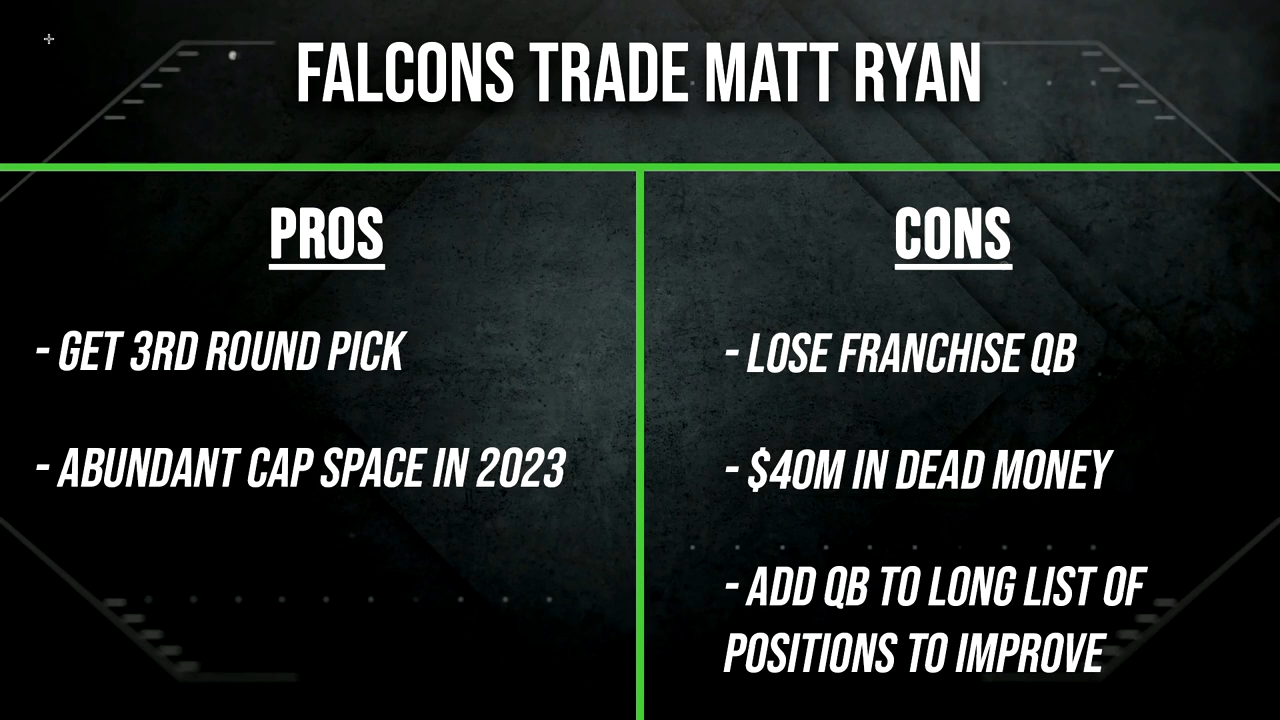 FALCONS TRADE MATT RYAN
PROS
- GET 3RD ROUND PICK
- ABUNDANT CAP SPACE IN 2023
CONS
- LOSE FRANCHISE QB
- $40M IN DEAD MONEY
- ADD QB TO LONG LIST OF
POSITIONS TO IMPROVE